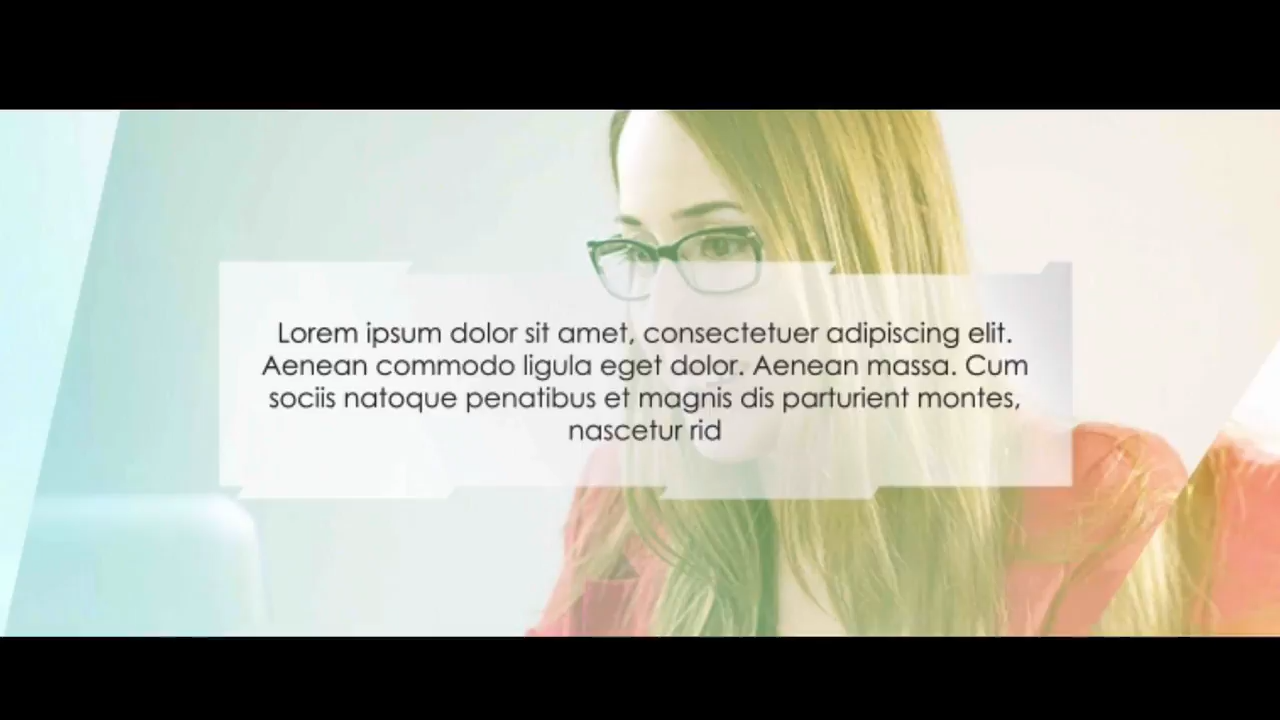 Lorem ipsum dolor sit amet, consectetuer adipiscing elit.
Aenean commodo ligula eget dolor. Aenean massa. Cum
sociis natoque penatibus et magnis dis parturient montes,
nascetur rid